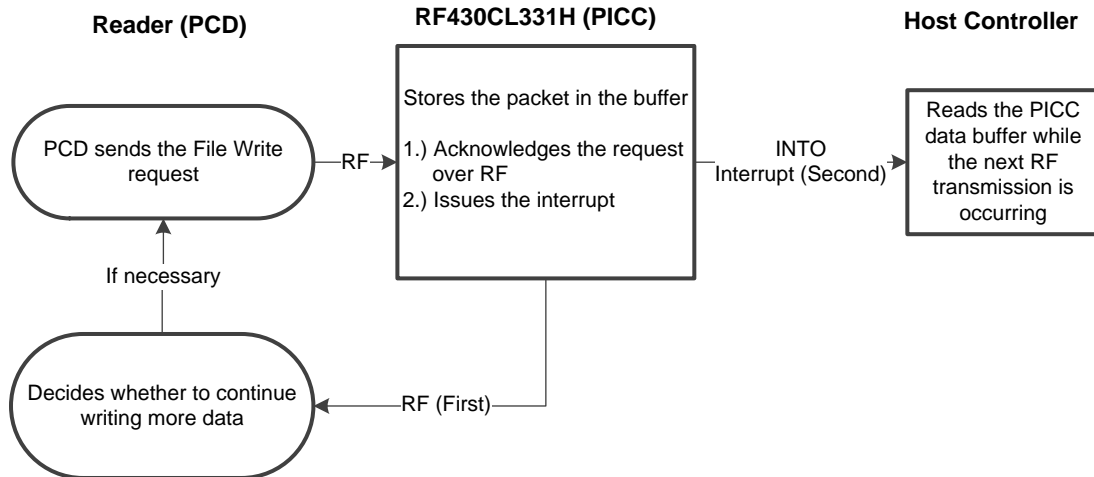 Reader (PCD)
RF430CL331H (PICC)
Host Controller
PCD sends the File Write
request
RF
Stores the packet in the buffer
1.) Acknowledges the request
over RF
2.) Issues the interrupt
INTO
Interrupt (Second)
Reads the PICC
data buffer while
the next RF
transmission is
occurring
If necessary
Decides whether to continue
writing more data
RF (First)